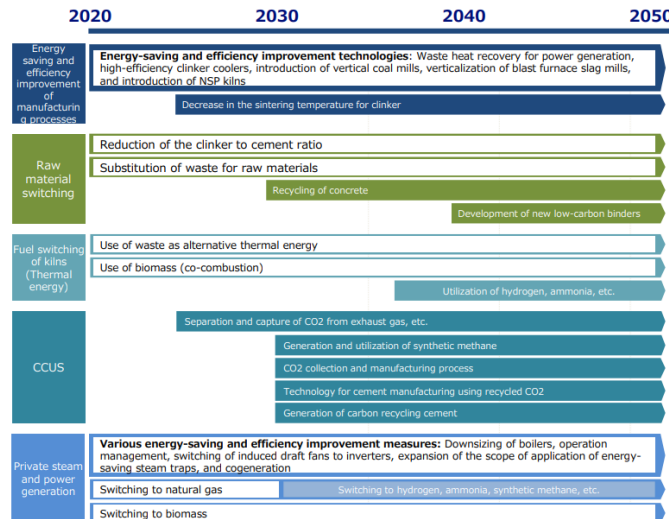 2020 2030 2040 2050
Energy
saving and
efficiency
improvement
of
manufacturin
g processes
Energy-saving and efficiency improvement technologies: Waste heat recovery for power generation,
high-efficiency clinker coolers, introduction of vertical coal mills, verticalization of blast furnace slag mills,
and introduction of NSP kilns
Decrease in the sintering temperature for clinker
Raw
material
switching
Reduction of the clinker to cement ratio
Substitution of waste for raw materials
Recycling of concrete
Development of new low-carbon binders
Fuel switching
of kilns
(Thermal
energy)
Use of waste as alternative thermal energy
Use of biomass (co-combustion)
Utilization of hydrogen, ammonia, etc.
CCUS
Separation and capture of CO2 from exhaust gas, etc.
Generation and utilization of synthetic methane
CO2 collection and manufacturing process
Technology for cement manufacturing using recycled CO2
Generation of carbon recycling cement
Private steam
and power
generation
Various energy-saving and efficiency improvement measures: Downsizing of boilers, operation
management, switching of induced draft fans to inverters, expansion of the scope of application of energy-
saving steam traps, and cogeneration
Switching to natural gas
Switching to hydrogen, ammonia, synthetic methane, etc.
Switching to biomass